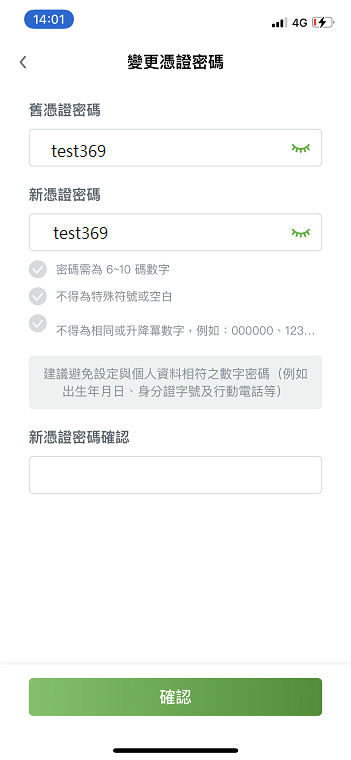 14:01
4G
變更憑證密碼
舊憑證密碼
test369
新憑證密碼
test369
密碼需為 6~10 碼數字
不得為特殊符號或空白
不得為相同或升降冪數字，例如：000000、123...
建議避免設定與個人資料相符之數字密碼（例如
出生年月日、身分證字號及行動電話等）
新憑證密碼確認
確認